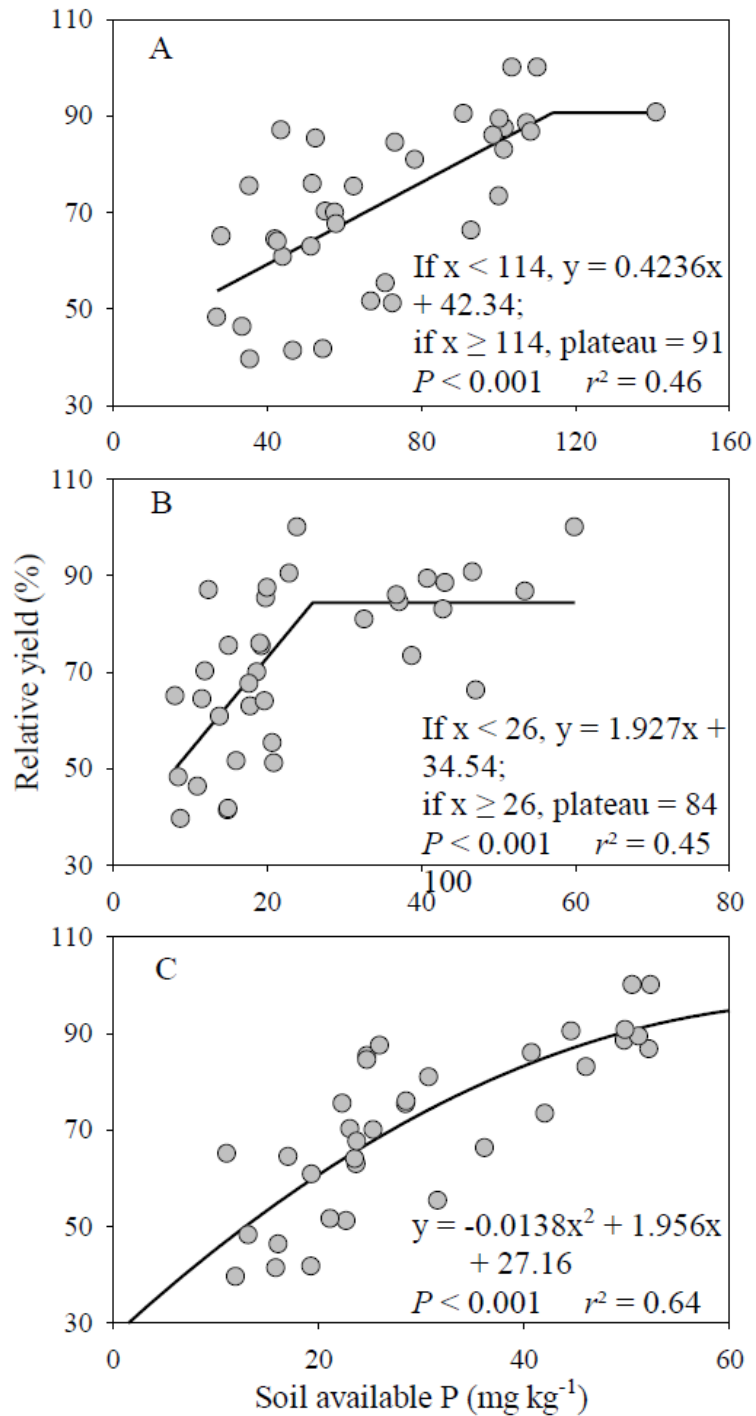 110
A
90
70
50
30
If x < 114, y = 0.4236x
+ 42.34;
if x ≥ 114, plateau = 91
P < 0.001 r² = 0.46
0 40 80 120 160
Relative yield (%)
110
B
90
70
50
30
If x < 26, y = 1.927x +
34.54;
if x ≥ 26, plateau = 84
P < 0.001 r² = 0.45
100
0 20 40 60 80
110
C
90
70
50
30
y = -0.0138x² + 1.956x
+ 27.16
P < 0.001 r² = 0.64
0 20 40 60
Soil available P (mg kg⁻¹)